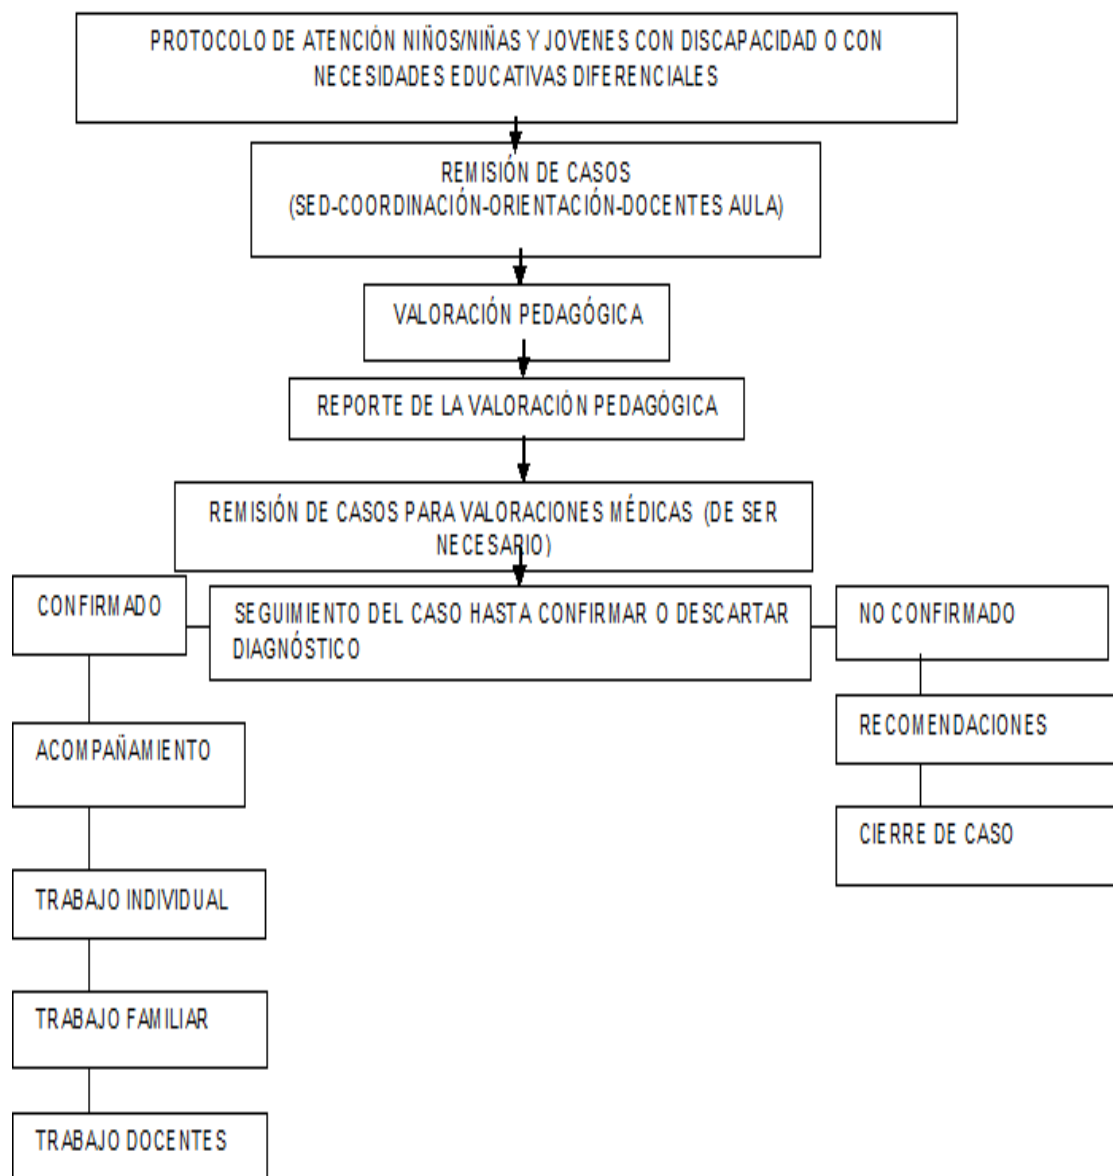 PROTOCOLO DE ATENCIÓN NIÑOS/NIÑAS Y JOVENES CON DISCAPACIDAD O CON
NECESIDADES EDUCATIVAS DIFERENCIALES
REMISIÓN DE CASOS
(SED-COORDINACIÓN-ORIENTACIÓN-DOCENTES AULA)
VALORACIÓN PEDAGÓGICA
REPORTE DE LA VALORACIÓN PEDAGÓGICA
REMISIÓN DE CASOS PARA VALORACIONES MÉDICAS (DE SER
NECESARIO)
SEGUIMIENTO DEL CASO HASTA CONFIRMAR O DESCARTAR
DIAGNÓSTICO
CONFIRMADO
ACOMPAÑAMIENTO
TRABAJO INDIVIDUAL
TRABAJO FAMILIAR
TRABAJO DOCENTES
NO CONFIRMADO
RECOMENDACIONES
CIERRE DE CASO